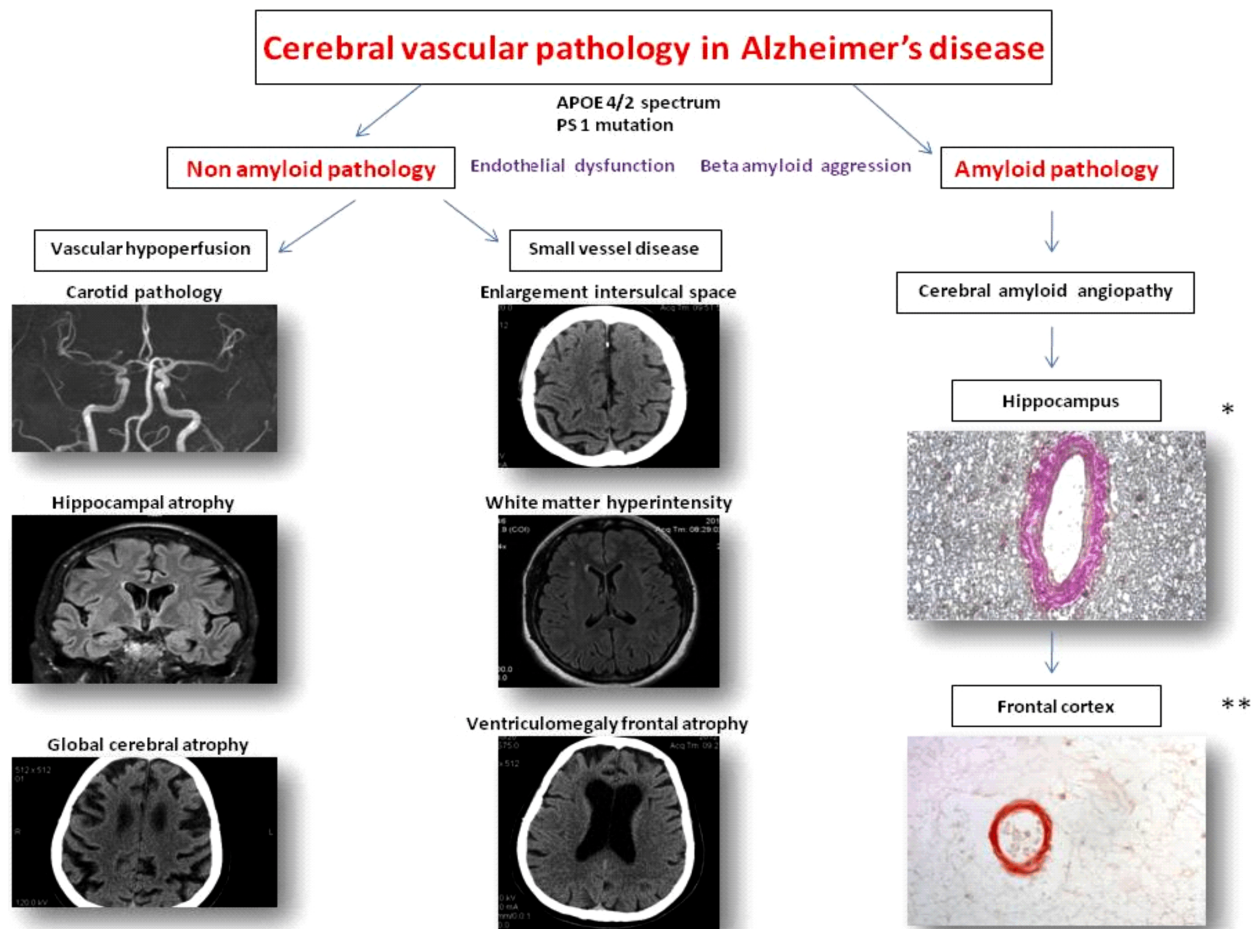 Cerebral vascular pathology in Alzheimer's disease
APOE 4/2 spectrum
PS 1 mutation
Non amyloid pathology
Endothelial dysfunction
Beta amyloid aggression
Amyloid pathology
Vascular hypoperfusion
Small vessel disease
Carotid pathology
Enlargement intersulcal space
Cerebral amyloid angiopathy
Hippocampus
*
Hippocampal atrophy
White matter hyperintensity
Frontal cortex
**
Global cerebral atrophy
512 x 512
R
L
120.0 kV
Ventriculomegaly frontal atrophy